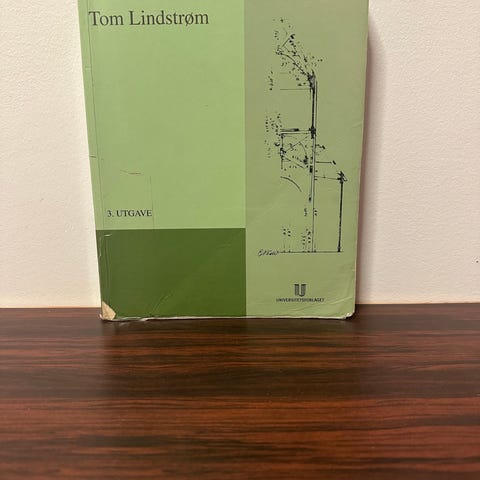 Tom Lindstrøm
3. UTGAVE
UNIVERSITETSFORLAGET